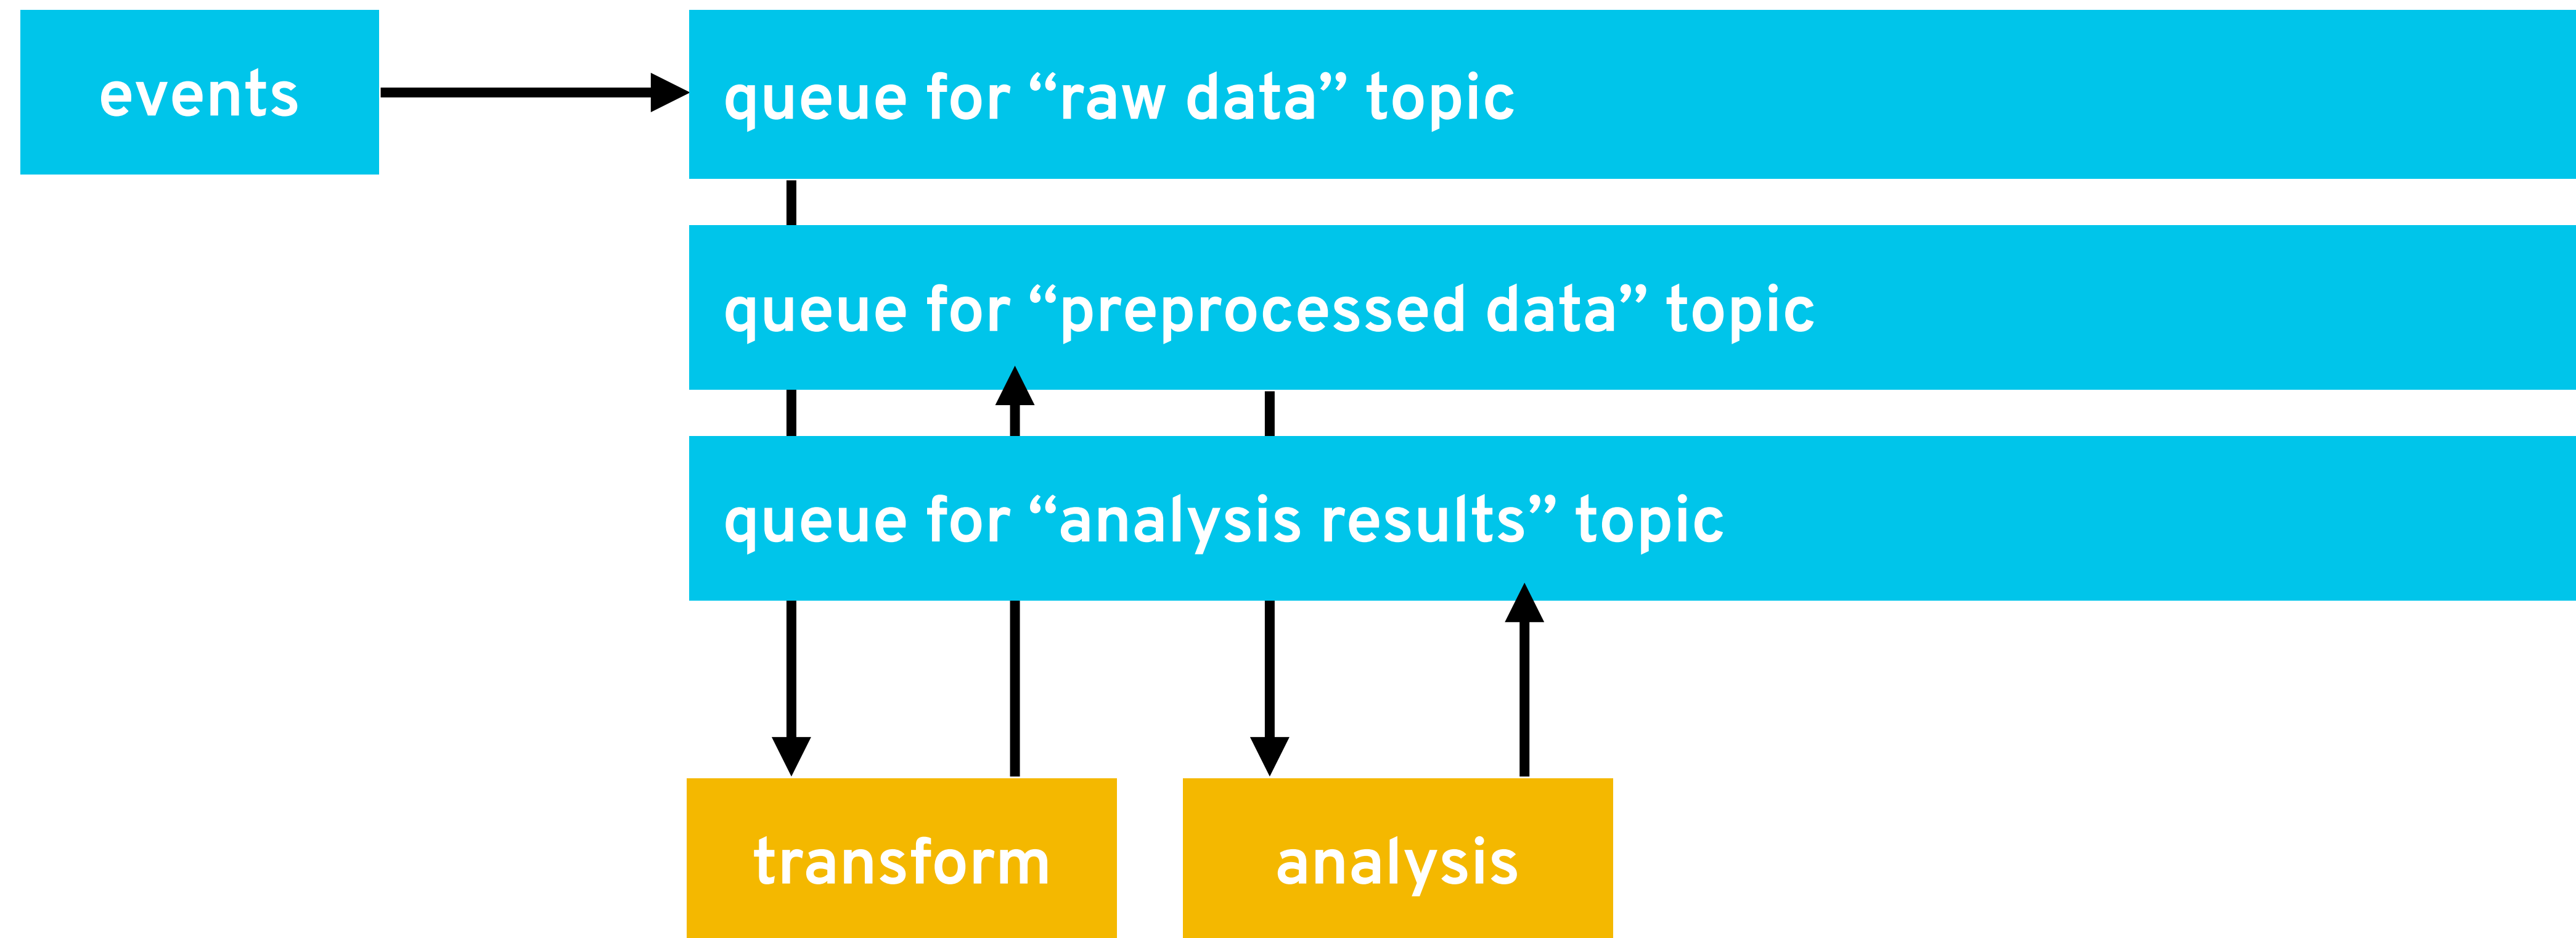 events
queue for “raw data” topic
queue for “preprocessed data” topic
queue for “analysis results” topic
transform
analysis